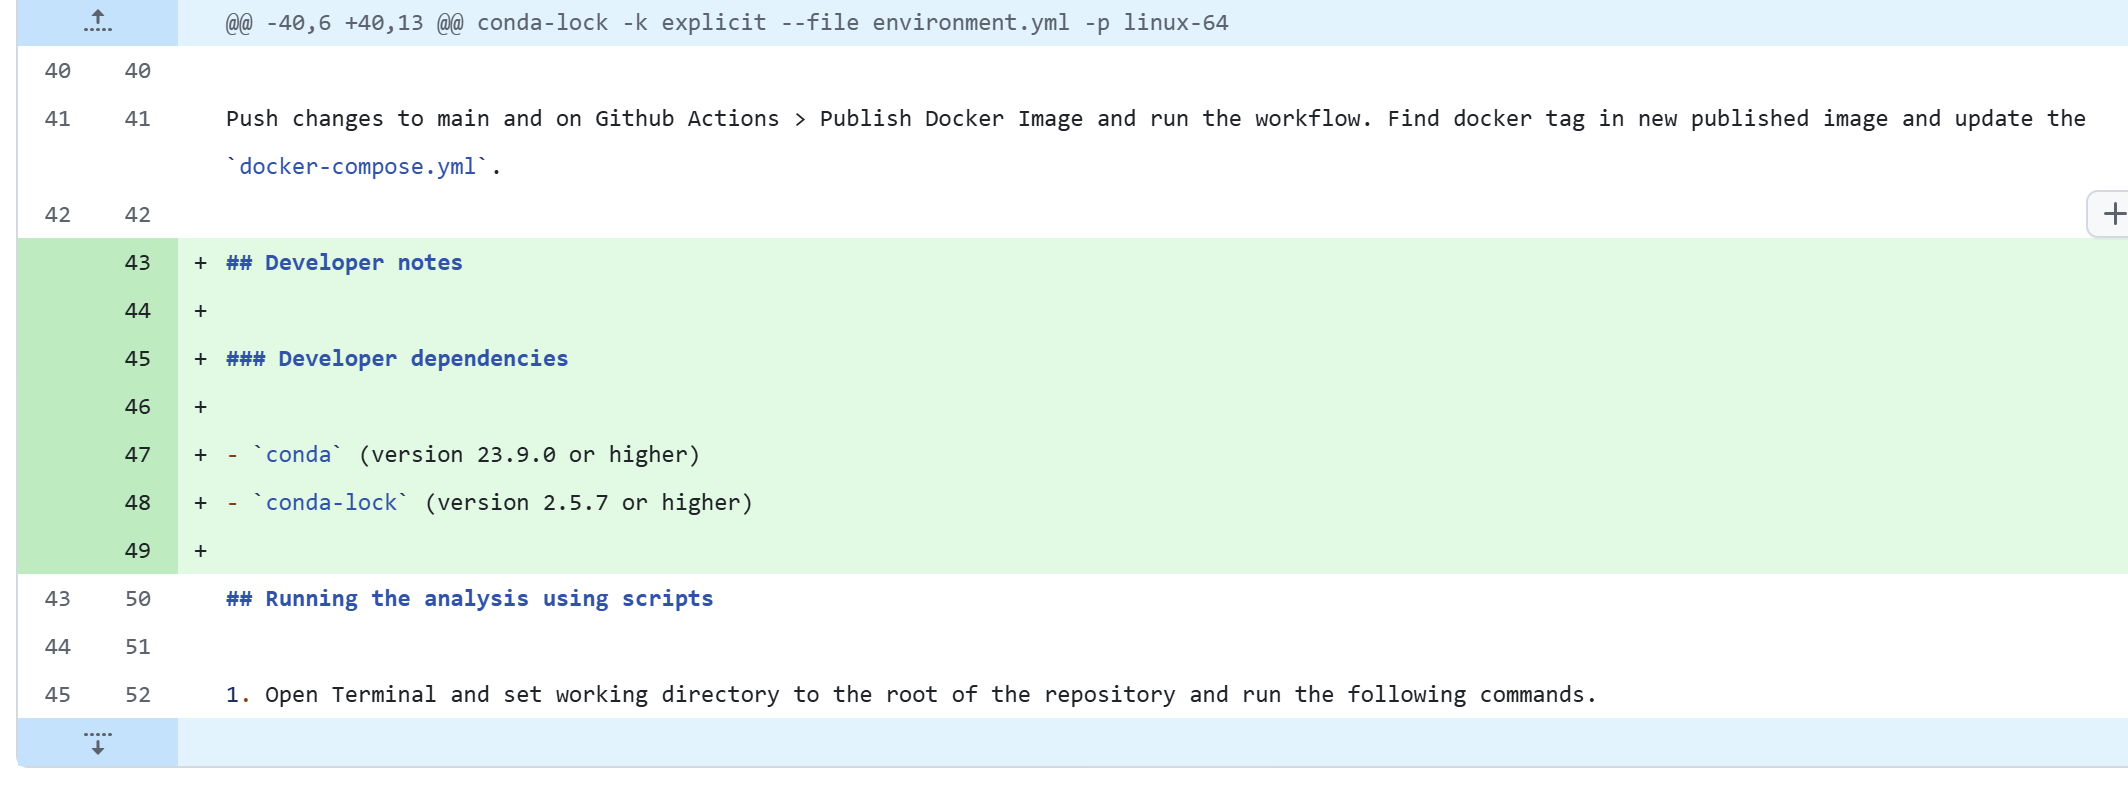 @@ -40,6 +40,13 @@ conda-lock -k explicit --file environment.yml -p linux-64
40 40
41 41 Push changes to main and on Github Actions > Publish Docker Image and run the workflow. Find docker tag in new published image and update the
`docker-compose.yml`.
42 42
43 + ## Developer notes
44 +
45 + ### Developer dependencies
46 +
47 + - `conda` (version 23.9.0 or higher)
48 + - `conda-lock` (version 2.5.7 or higher)
49 +
43 50 ## Running the analysis using scripts
44 51
45 52 1. Open Terminal and set working directory to the root of the repository and run the following commands.